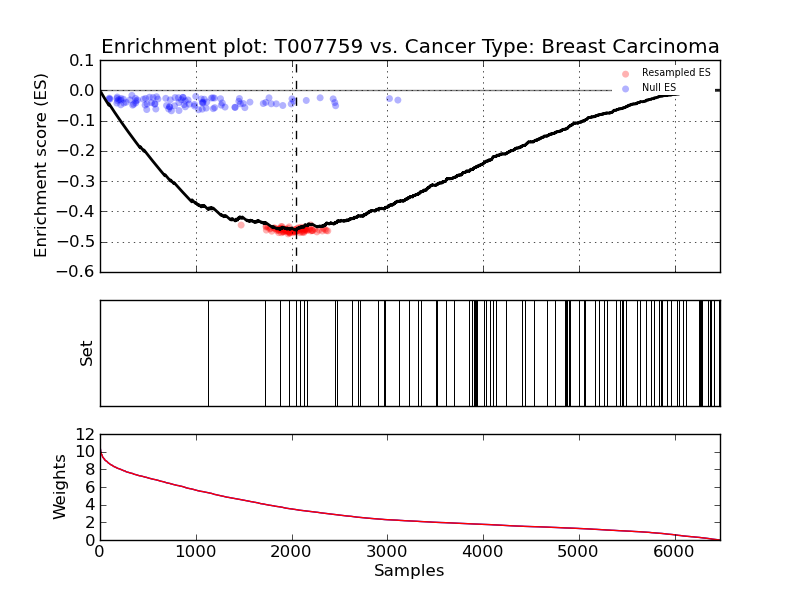 Enrichment plot: T007759 vs. Cancer Type: Breast Carcinoma
Enrichment score (ES)
0.1
0.0
−0.1
−0.2
−0.3
−0.4
−0.5
−0.6
Resampled ES
Null ES
Set
Weights
12
10
8
6
4
2
0
0 1000 2000 3000 4000 5000 6000
Samples